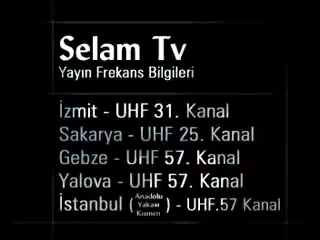 Selam Tv
Yayın Frekans Bilgileri
İzmit - UHF 31. Kanal
Sakarya - UHF 25. Kanal
Gebze - UHF 57. Kanal
Yalova - UHF 57. Kanal
İstanbul (Anadolu Yakası Kısmen) - UHF.57 Kanal